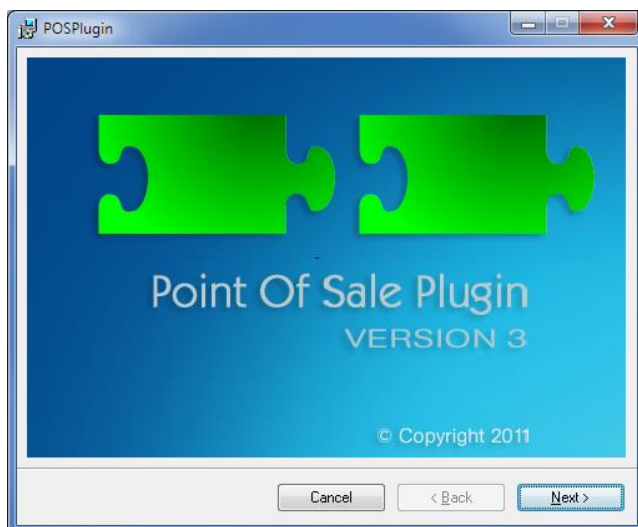 POSPlugin
Point Of Sale Plugin
VERSION 3
© Copyright 2011
Cancel
< Back
Next >